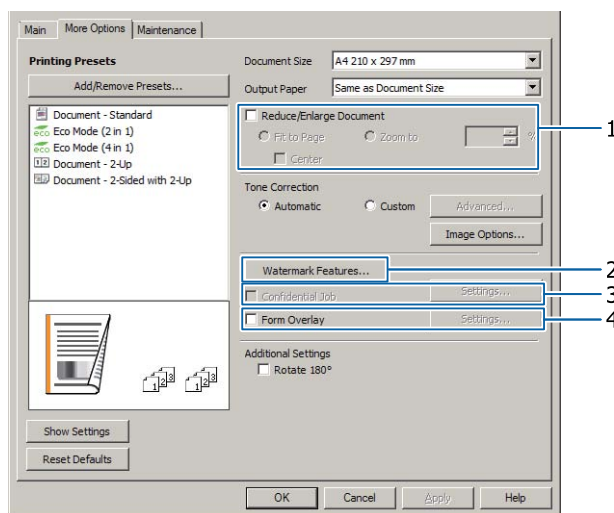 Main More Options Maintenance
Printing Presets
Add/Remove Presets...
Document - Standard
Eco Mode (2 in 1)
Eco Mode (4 in 1)
Document - 2-Up
Document - 2-Sided with 2-Up
Show Settings
Reset Defaults
Document Size A4 210 x 297 mm
Output Paper Same as Document Size
Reduce/Enlarge Document
Fit to Page Zoom to %
Center
1
Tone Correction
Automatic Custom Advanced...
Image Options...
Watermark Features...
2
Confidential Job Settings...
3
Form Overlay Settings...
4
Additional Settings
Rotate 180°
OK Cancel Apply Help